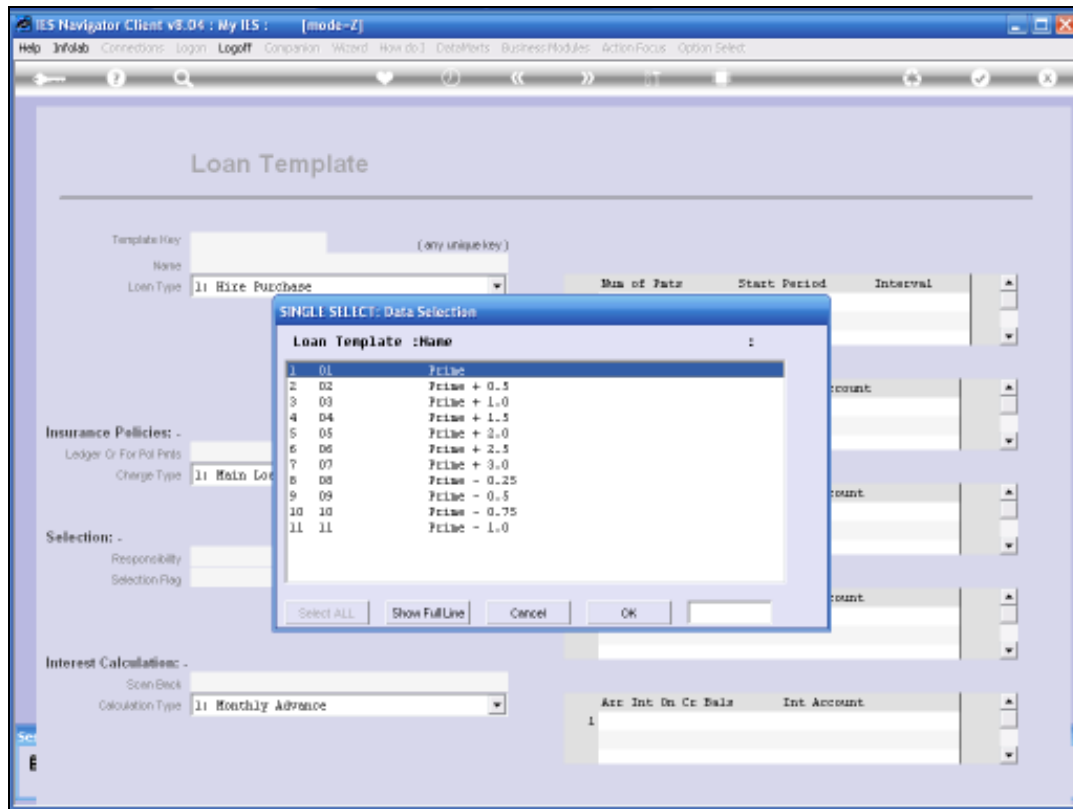 IES Navigator Client v8.04 : My IES : [mode-Z]
Help Infolab Connections Logon Logoff Companion Wizard How do I DataAlerts Business Modules Action Focus Option Select
Loan Template
Template Key ( any unique key )
Name
Loan Type 1: Hire Purchase
Num of Pmts Start Period Interval
SINGLE SELECT: Data Selection
Loan Template :Name :
1 01 Prime
2 02 Prime + 0.5
3 03 Prime + 1.0
4 04 Prime + 1.5
5 05 Prime + 2.0
6 06 Prime + 2.5
7 07 Prime + 3.0
8 08 Prime - 0.25
9 09 Prime - 0.5
10 10 Prime - 0.75
11 11 Prime - 1.0
Select ALL Show Full Line Cancel OK
Insurance Policies: -
Ledger Cr For Pol Pmts
Charge Type 1: Main Loa
Selection: -
Responsibility
Selection Flag
Interest Calculation: -
Scan Back
Calculation Type 1: Monthly Advance
Arr Int On Cr Bals Int Account
1